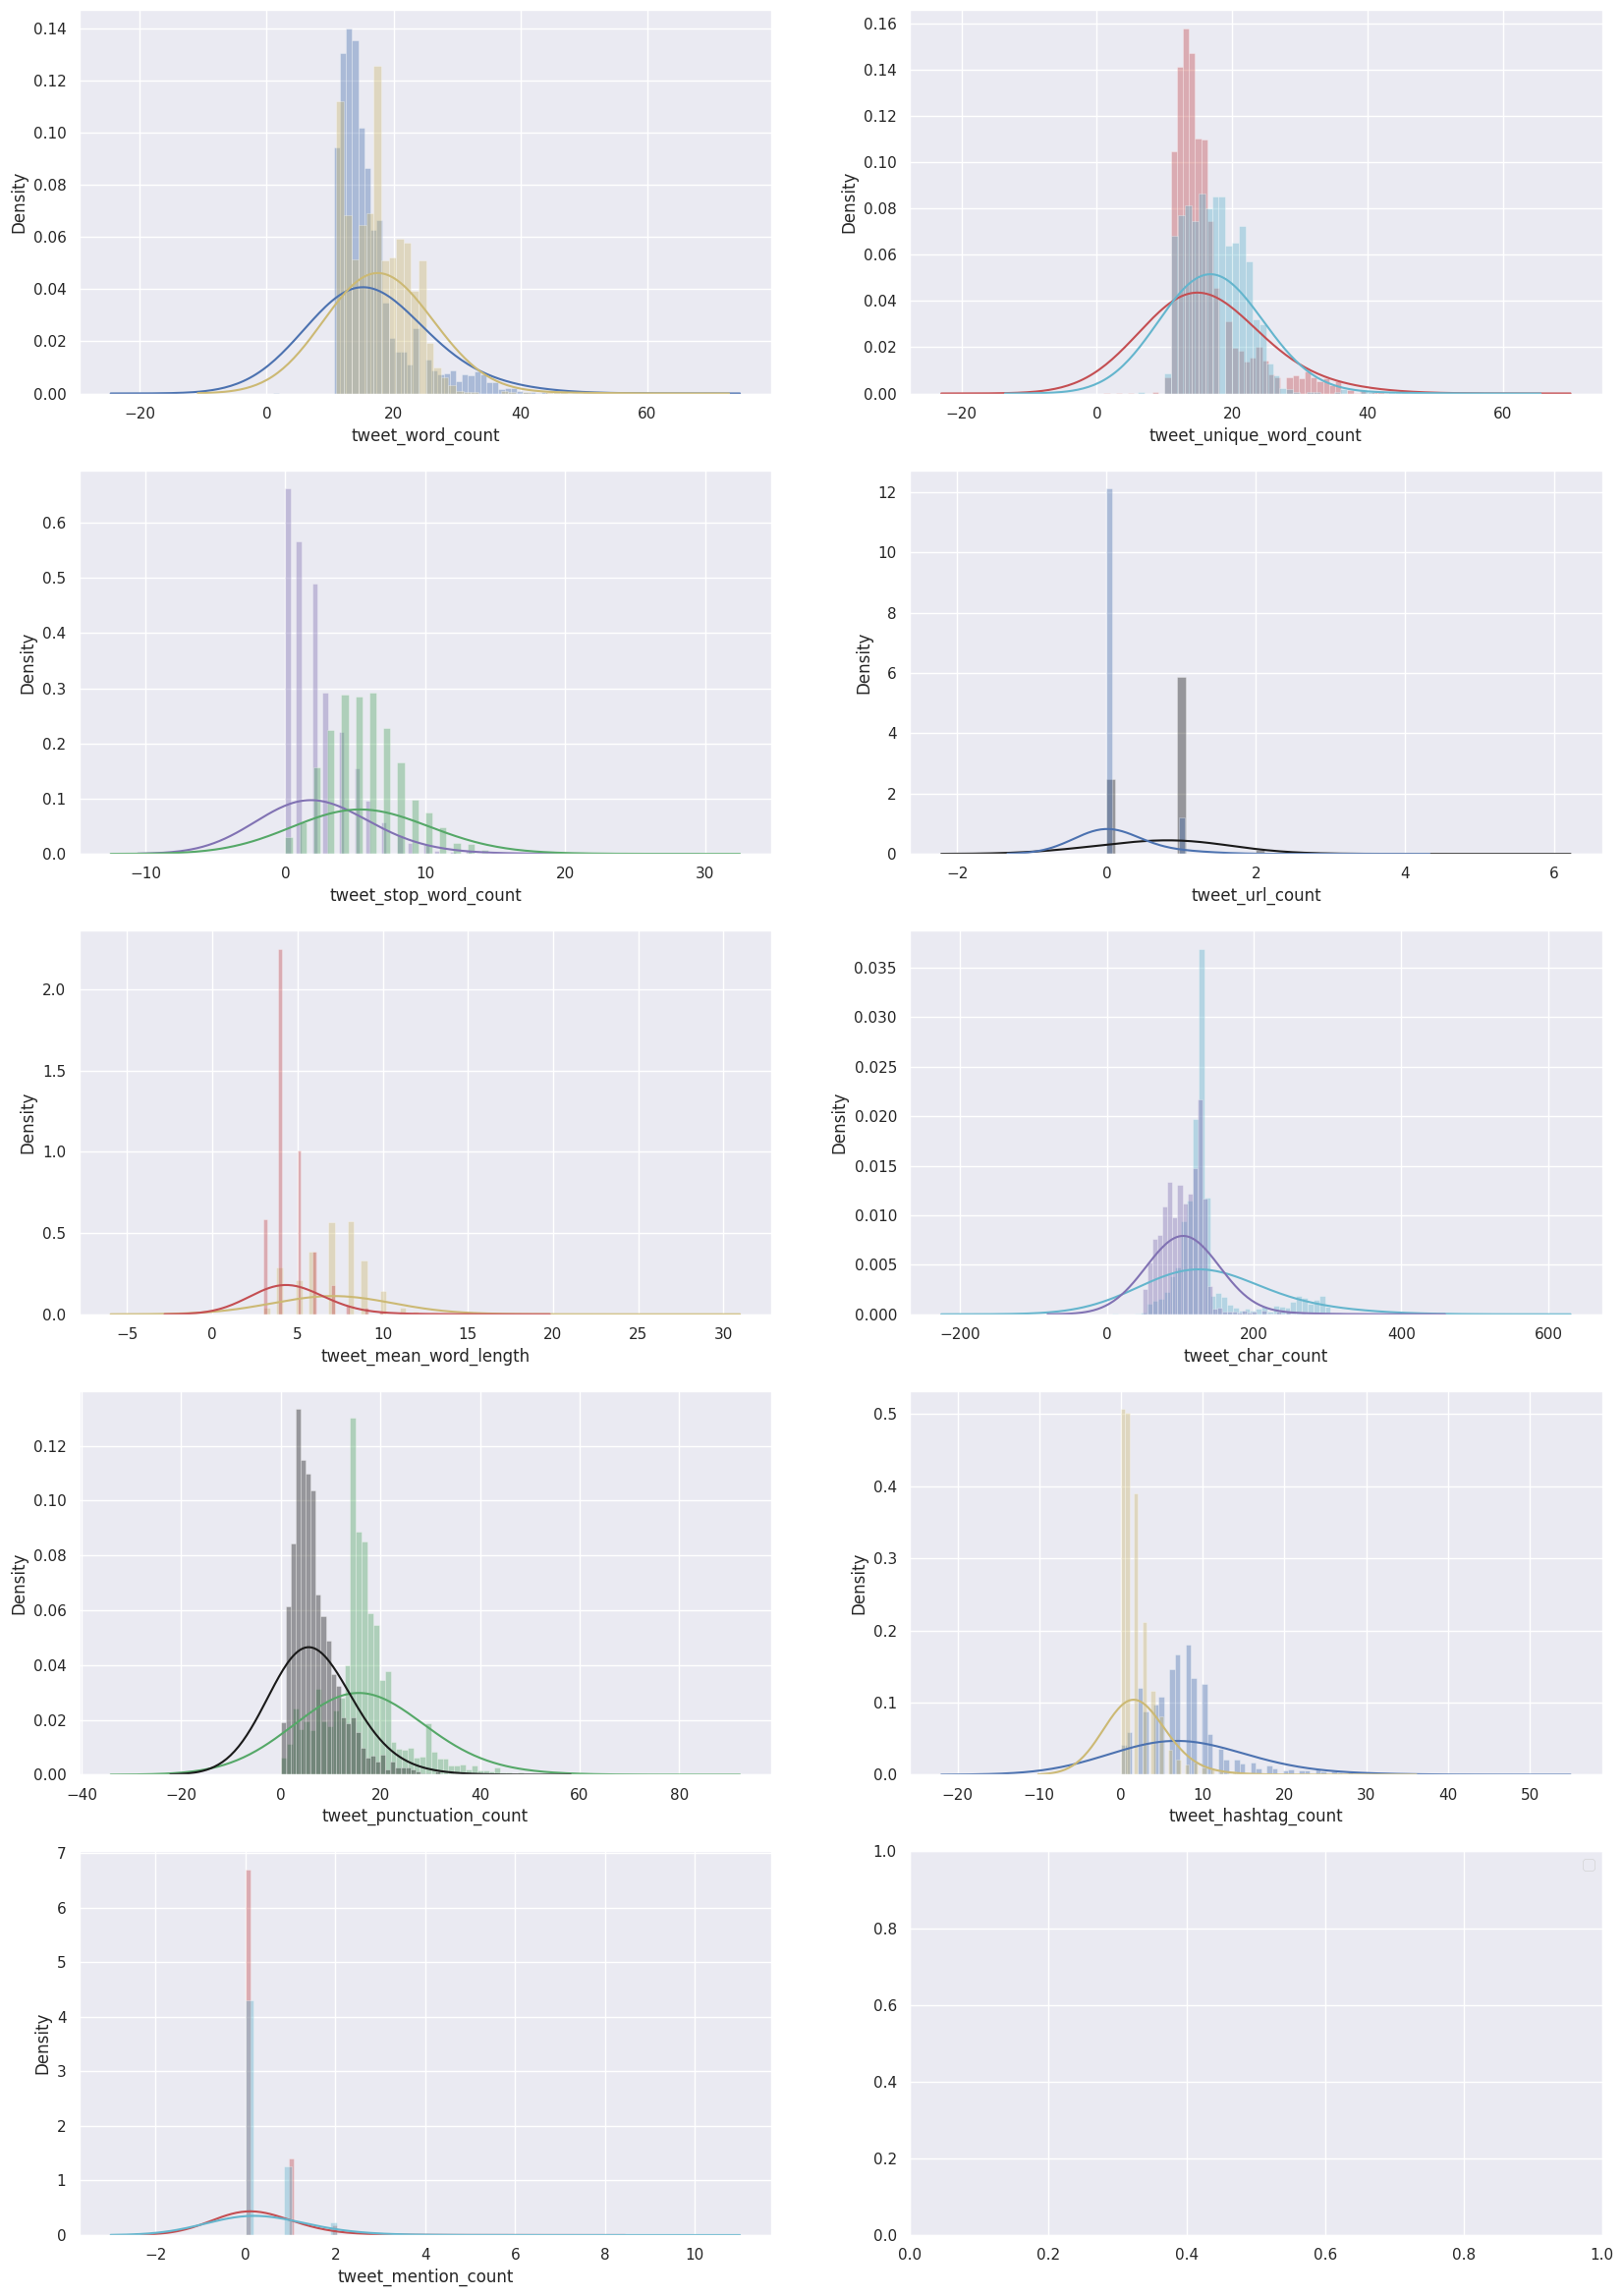 0.14
0.12
0.10
0.08
0.06
0.04
0.02
0.00
Density
−20 0 20 40 60
tweet_word_count
0.16
0.14
0.12
0.10
0.08
0.06
0.04
0.02
0.00
Density
−20 0 20 40 60
tweet_unique_word_count
0.6
0.5
0.4
0.3
0.2
0.1
0.0
Density
−10 0 10 20 30
tweet_stop_word_count
12
10
8
6
4
2
0
Density
−2 0 2 4 6
tweet_url_count
2.0
1.5
1.0
0.5
0.0
Density
−5 0 5 10 15 20 25 30
tweet_mean_word_length
0.035
0.030
0.025
0.020
0.015
0.010
0.005
0.000
Density
−200 0 200 400 600
tweet_char_count
0.12
0.10
0.08
0.06
0.04
0.02
0.00
Density
−40 −20 0 20 40 60 80
tweet_punctuation_count
0.5
0.4
0.3
0.2
0.1
0.0
Density
−20 −10 0 10 20 30 40 50
tweet_hashtag_count
7
6
5
4
3
2
1
0
Density
−2 0 2 4 6 8 10
tweet_mention_count
1.0
0.8
0.6
0.4
0.2
0.0
0.0 0.2 0.4 0.6 0.8 1.0